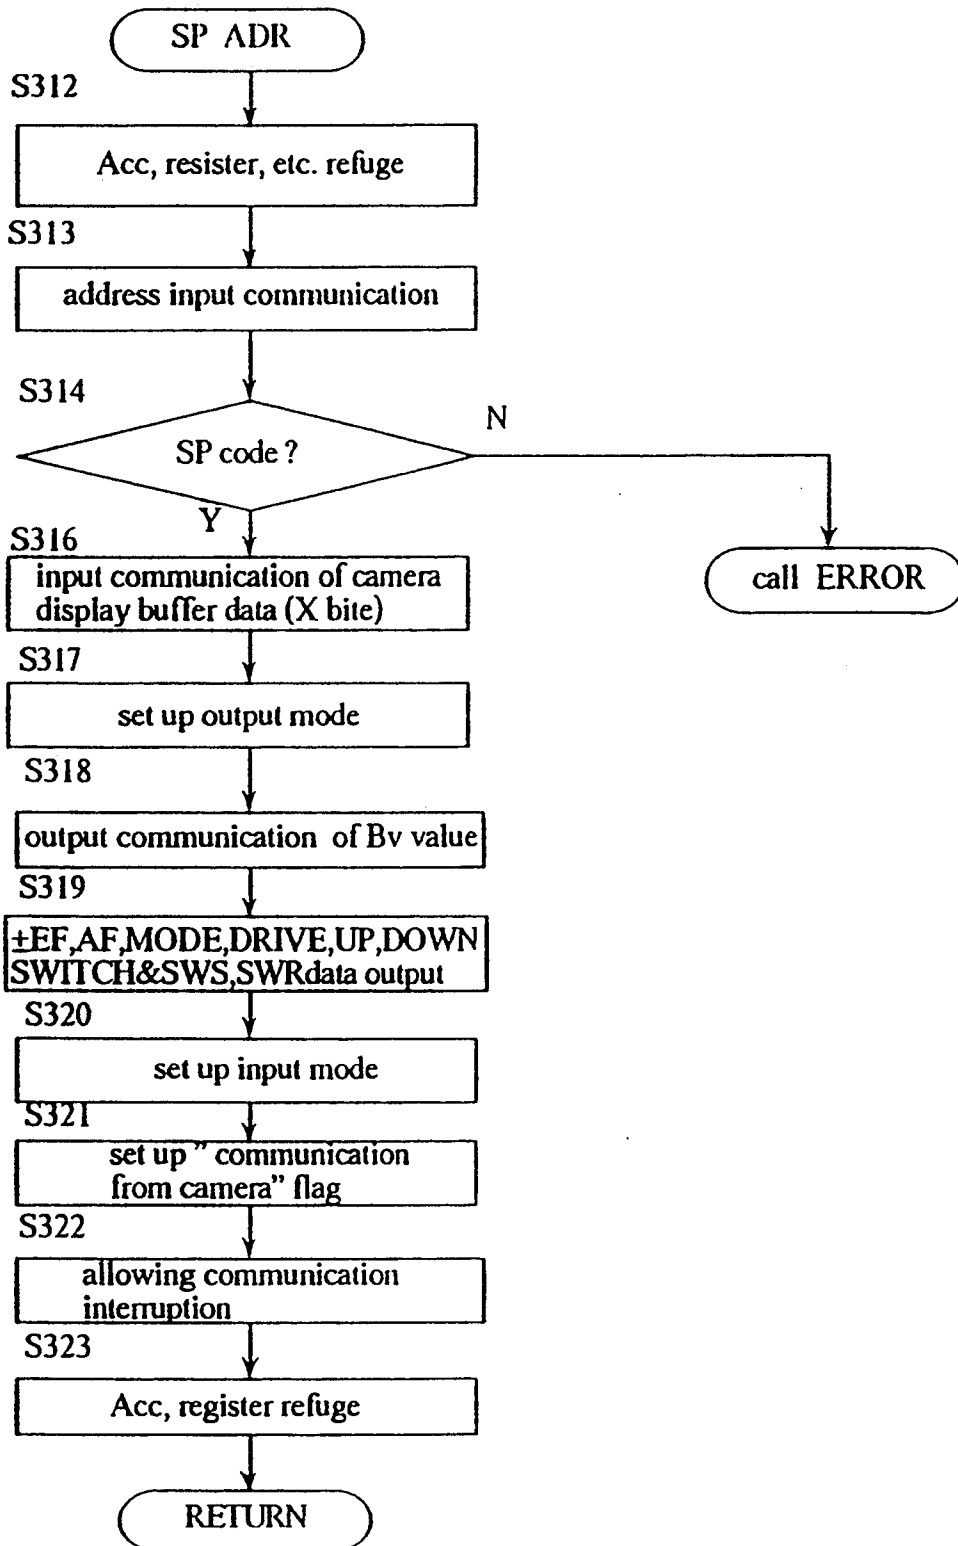 SP ADR
S312
Acc, resister, etc. refuge
S313
address input communication
S314
SP code ?
N
Y
S316
input communication of camera
display buffer data (X bite)
call ERROR
S317
set up output mode
S318
output communication of Bv value
S319
±EF,AF,MODE,DRIVE,UP,DOWN
SWITCH&SWS,SWRdata output
S320
set up input mode
S321
set up ” communication
from camera” flag
S322
allowing communication
interruption
S323
Acc, register refuge
RETURN